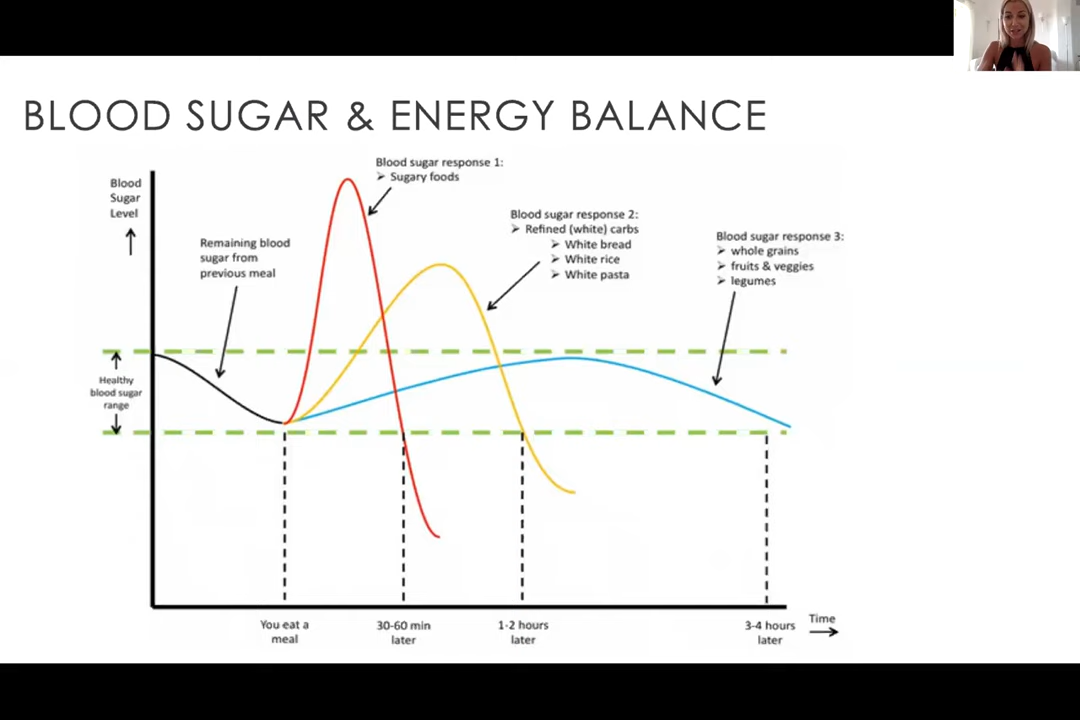 BLOOD SUGAR & ENERGY BALANCE
Blood
Sugar
Level
Remaining blood
sugar from
previous meal
Blood sugar response 1:
➢ Sugary foods
Blood sugar response 2:
➢ Refined (white) carbs
➢ White bread
➢ White rice
➢ White pasta
Blood sugar response 3:
➢ whole grains
➢ fruits & veggies
➢ legumes
Healthy
blood sugar
range
You eat a
meal
30-60 min
later
1-2 hours
later
3-4 hours
later
Time